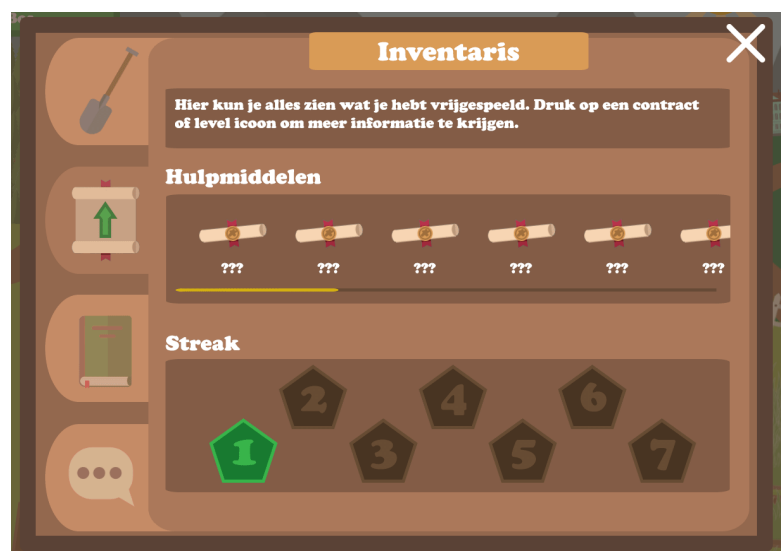 Inventaris
Hier kun je alles zien wat je hebt vrijgespeeld. Druk op een contract
of level icoon om meer informatie te krijgen.
Hulpmiddelen
??? ??? ??? ??? ??? ???
Streak
1 2 3 4 5 6 7